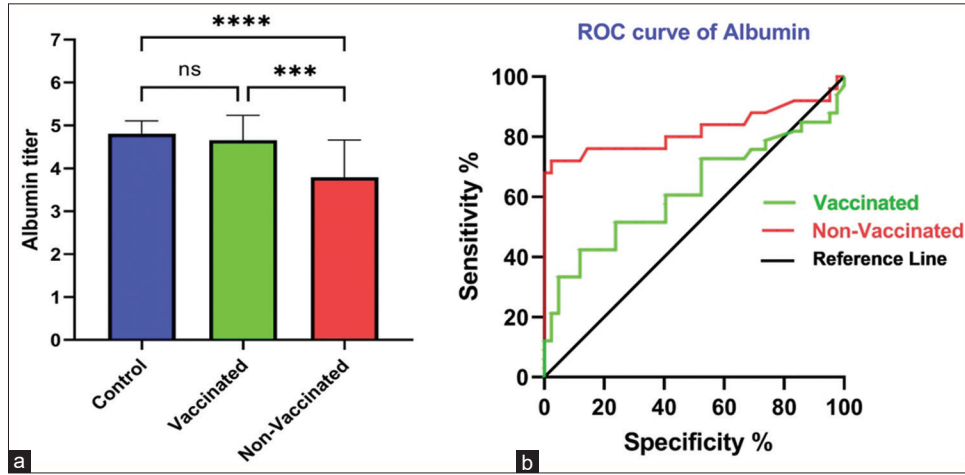 ****
ns
***
7
6
5
4
3
2
1
0
Albumin titer
Control
Vaccinated
Non-Vaccinated
a
ROC curve of Albumin
100
80
60
40
20
0
Sensitivity %
Vaccinated
Non-Vaccinated
Reference Line
0 20 40 60 80 100
Specificity %
b